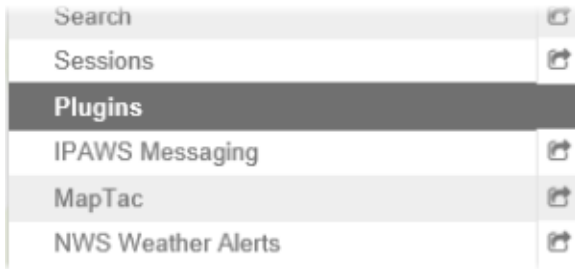 Search
Sessions
Plugins
IPAWS Messaging
MapTac
NWS Weather Alerts